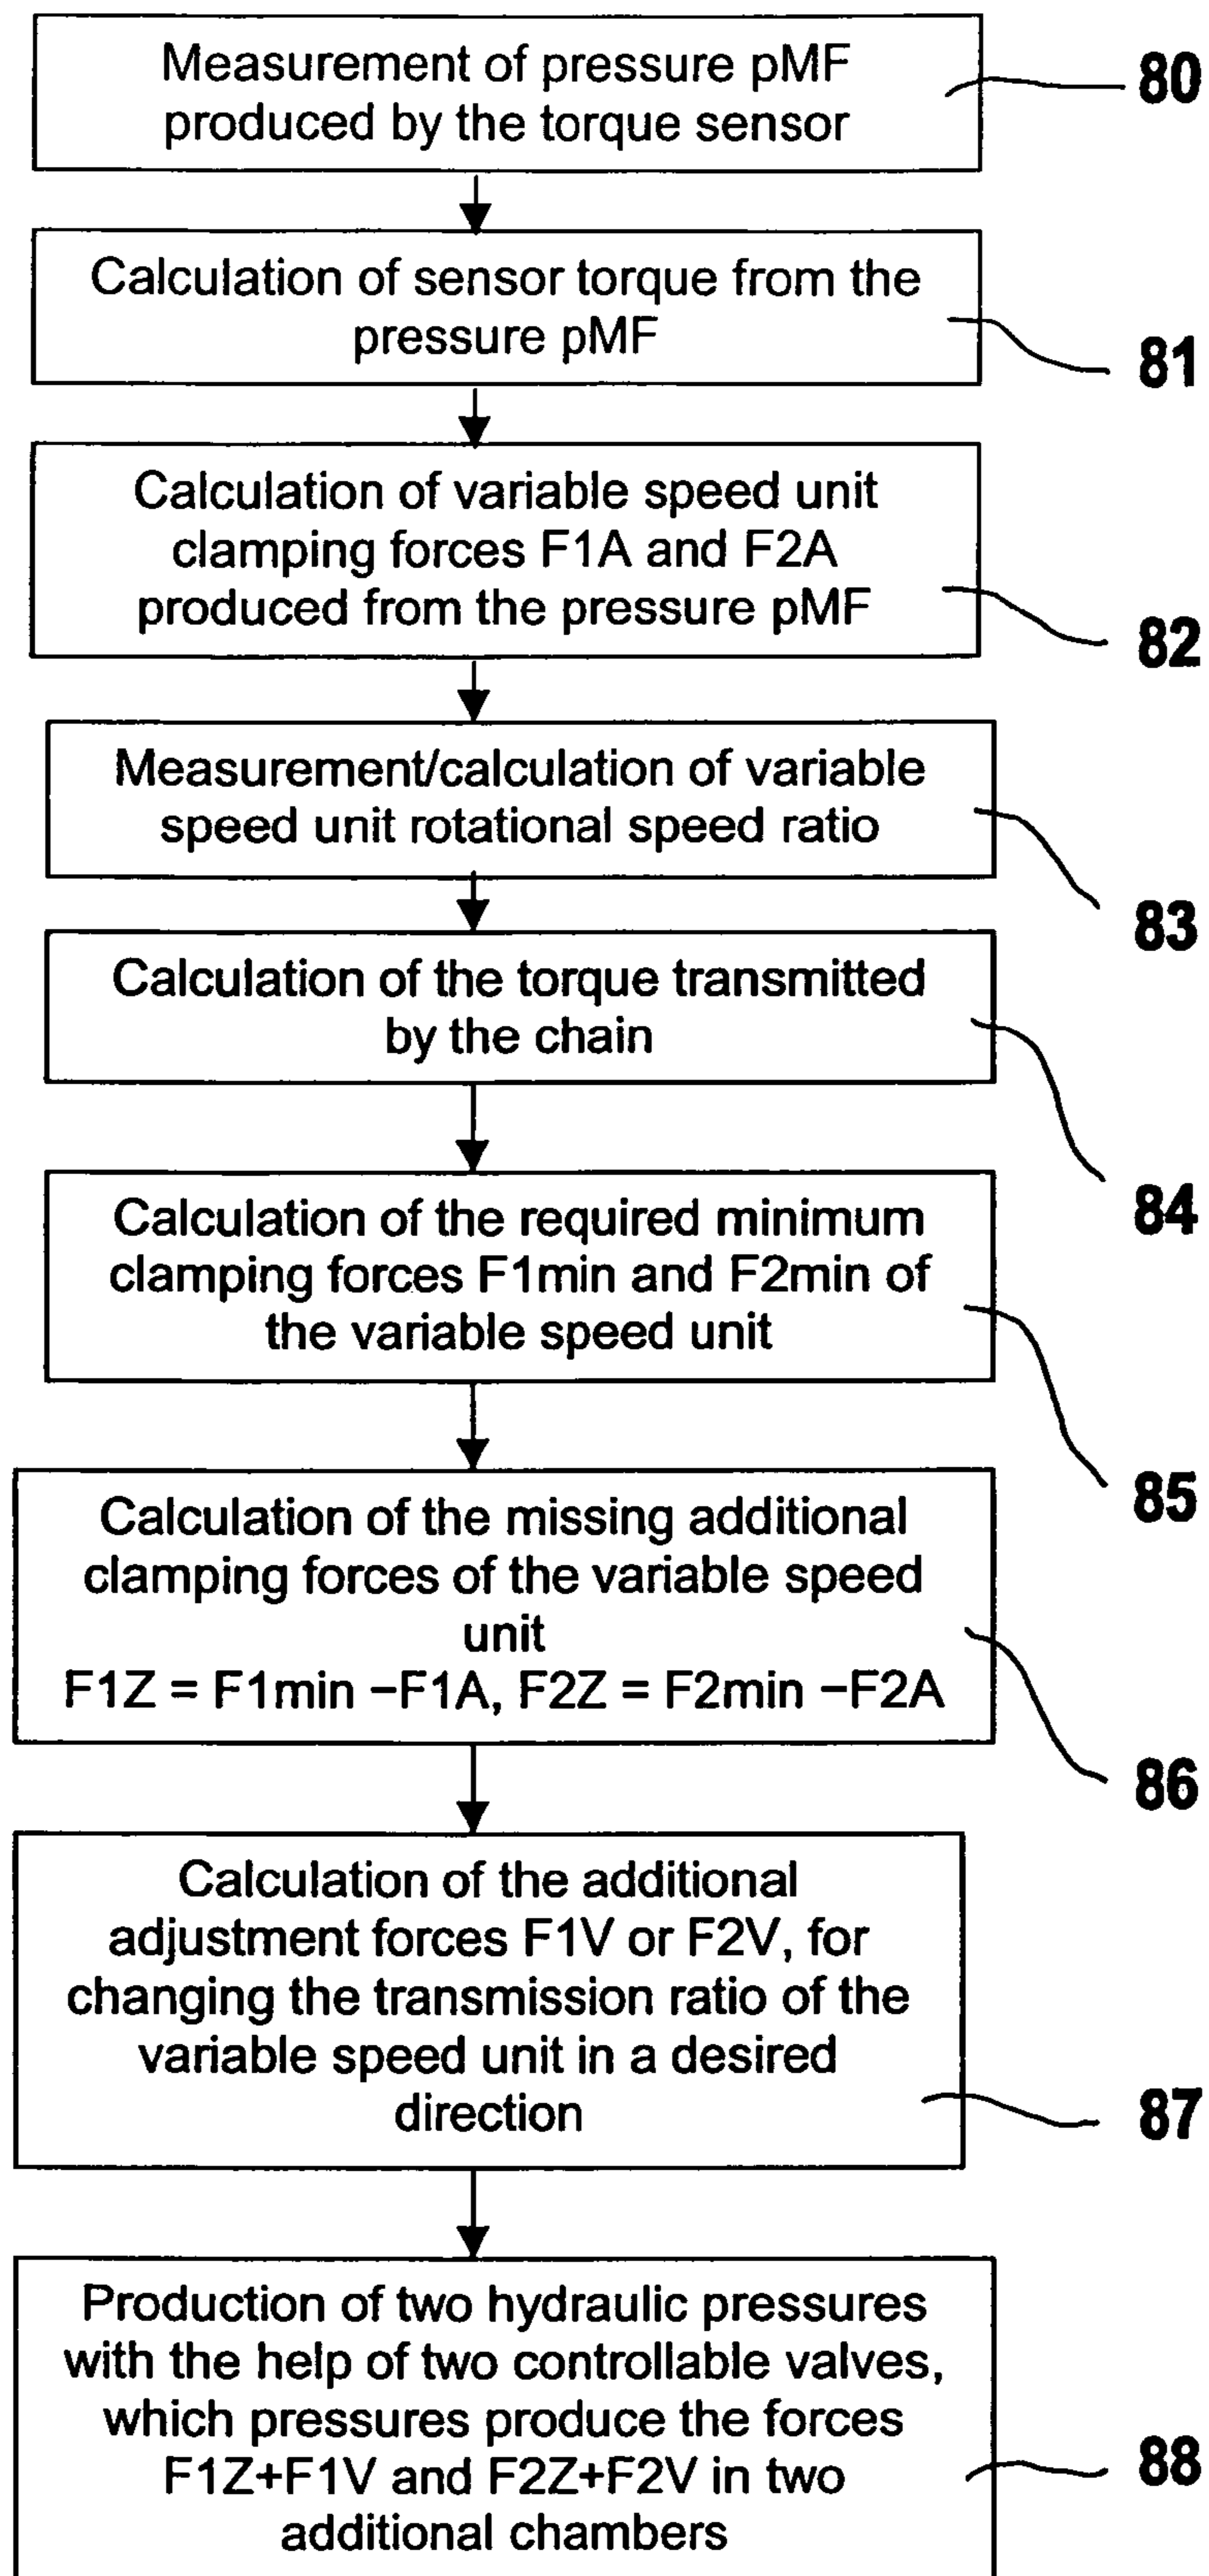 Measurement of pressure pMF
produced by the torque sensor
80
Calculation of sensor torque from the
pressure pMF
81
Calculation of variable speed unit
clamping forces F1A and F2A
produced from the pressure pMF
82
Measurement/calculation of variable
speed unit rotational speed ratio
83
Calculation of the torque transmitted
by the chain
84
Calculation of the required minimum
clamping forces F1min and F2min of
the variable speed unit
85
Calculation of the missing additional
clamping forces of the variable speed
unit
F1Z = F1min −F1A, F2Z = F2min −F2A
86
Calculation of the additional
adjustment forces F1V or F2V, for
changing the transmission ratio of the
variable speed unit in a desired
direction
87
Production of two hydraulic pressures
with the help of two controllable valves,
which pressures produce the forces
F1Z+F1V and F2Z+F2V in two
additional chambers
88